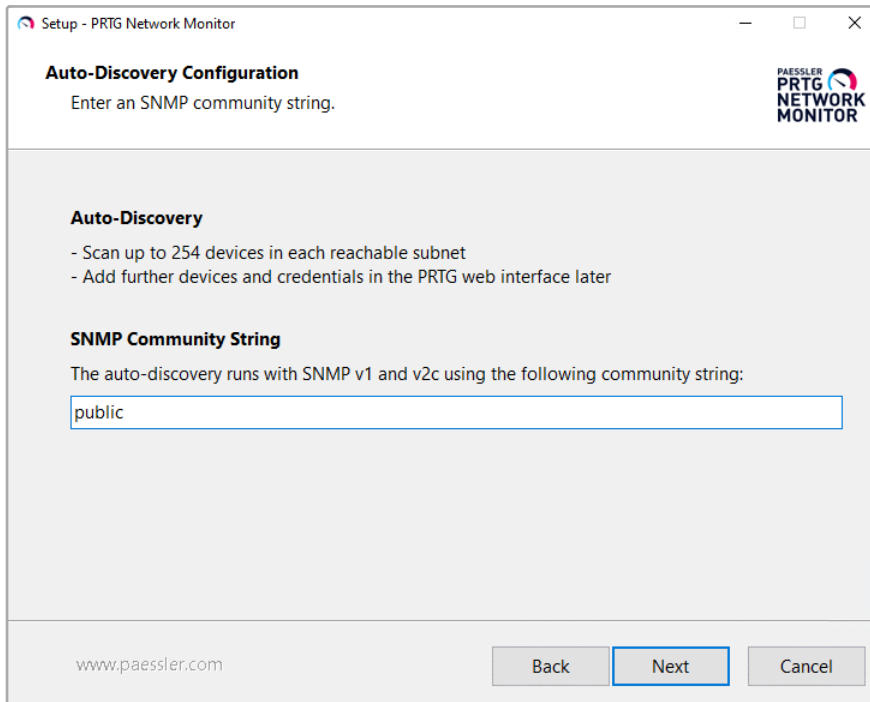 Setup - PRTG Network Monitor
Auto-Discovery Configuration
Enter an SNMP community string.
PAESSLER
PRTG
NETWORK
MONITOR
Auto-Discovery
- Scan up to 254 devices in each reachable subnet
- Add further devices and credentials in the PRTG web interface later
SNMP Community String
The auto-discovery runs with SNMP v1 and v2c using the following community string:
public
www.paessler.com
Back
Next
Cancel